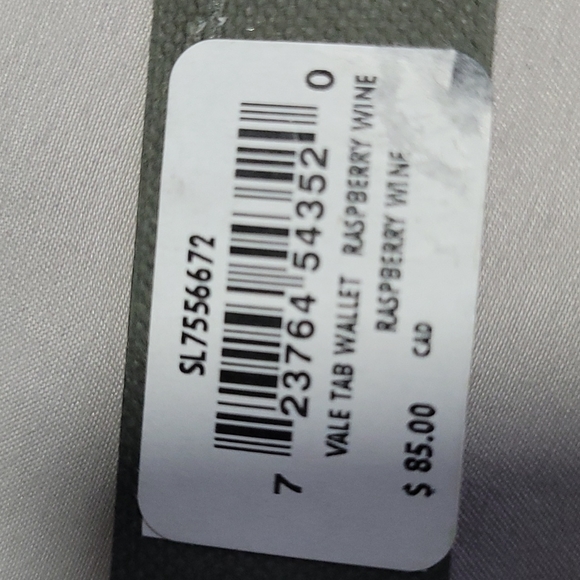 SL7556672
7 23764 54352 0
VALE TAB WALLET RASPBERRY WINE
RASPBERRY WINE
$ 85.00 CAD